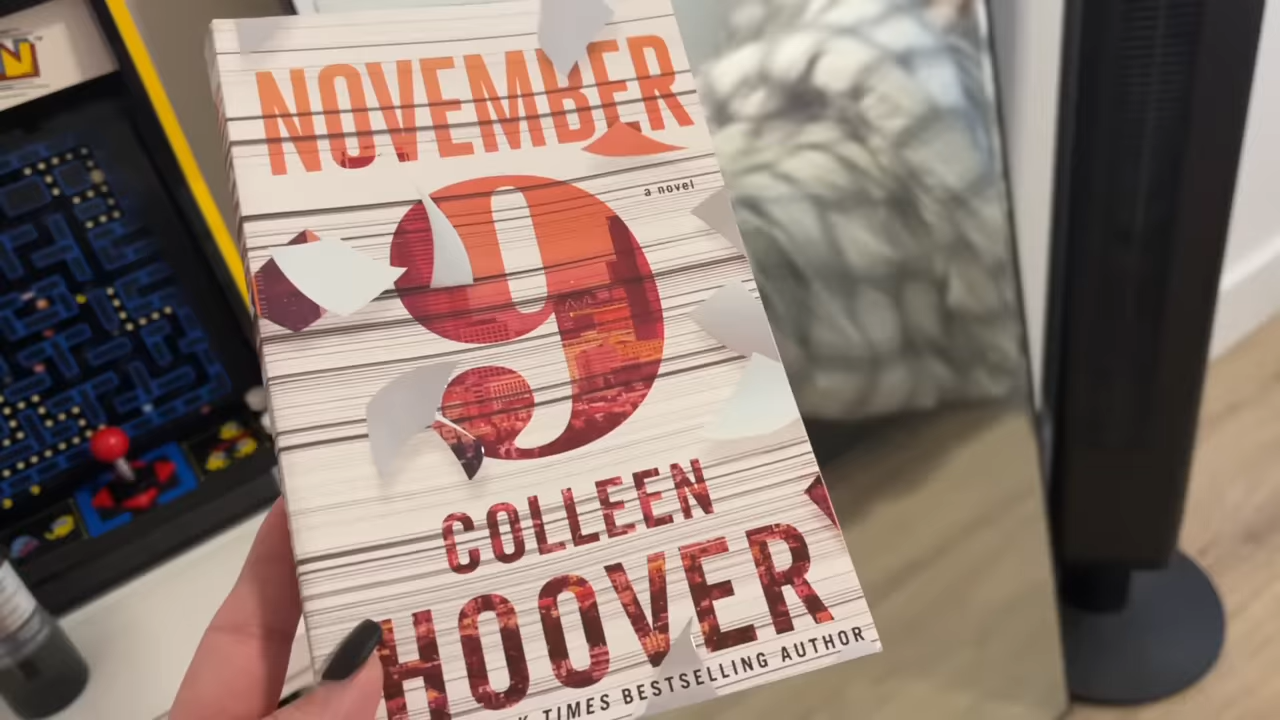 NOVEMBER
9
a novel
COLLEEN
HOOVER
TIMES BESTSELLING AUTHOR